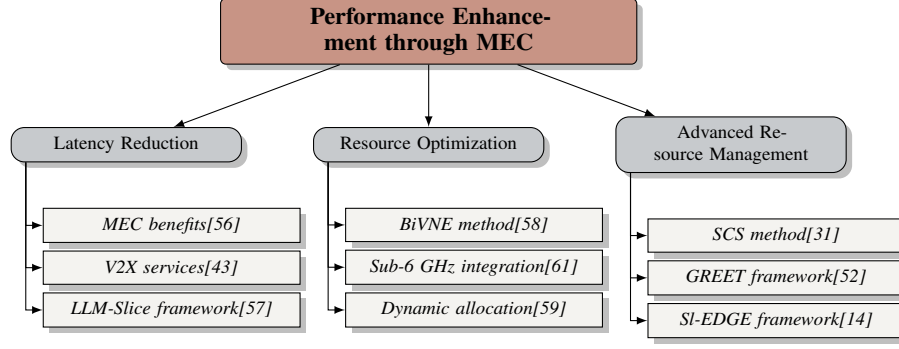 Performance Enhance-
ment through MEC
Latency Reduction
MEC benefits[56]
V2X services[43]
LLM-Slice framework[57]
Resource Optimization
BiVNE method[58]
Sub-6 GHz integration[61]
Dynamic allocation[59]
Advanced Re-
source Management
SCS method[31]
GREET framework[52]
Sl-EDGE framework[14]